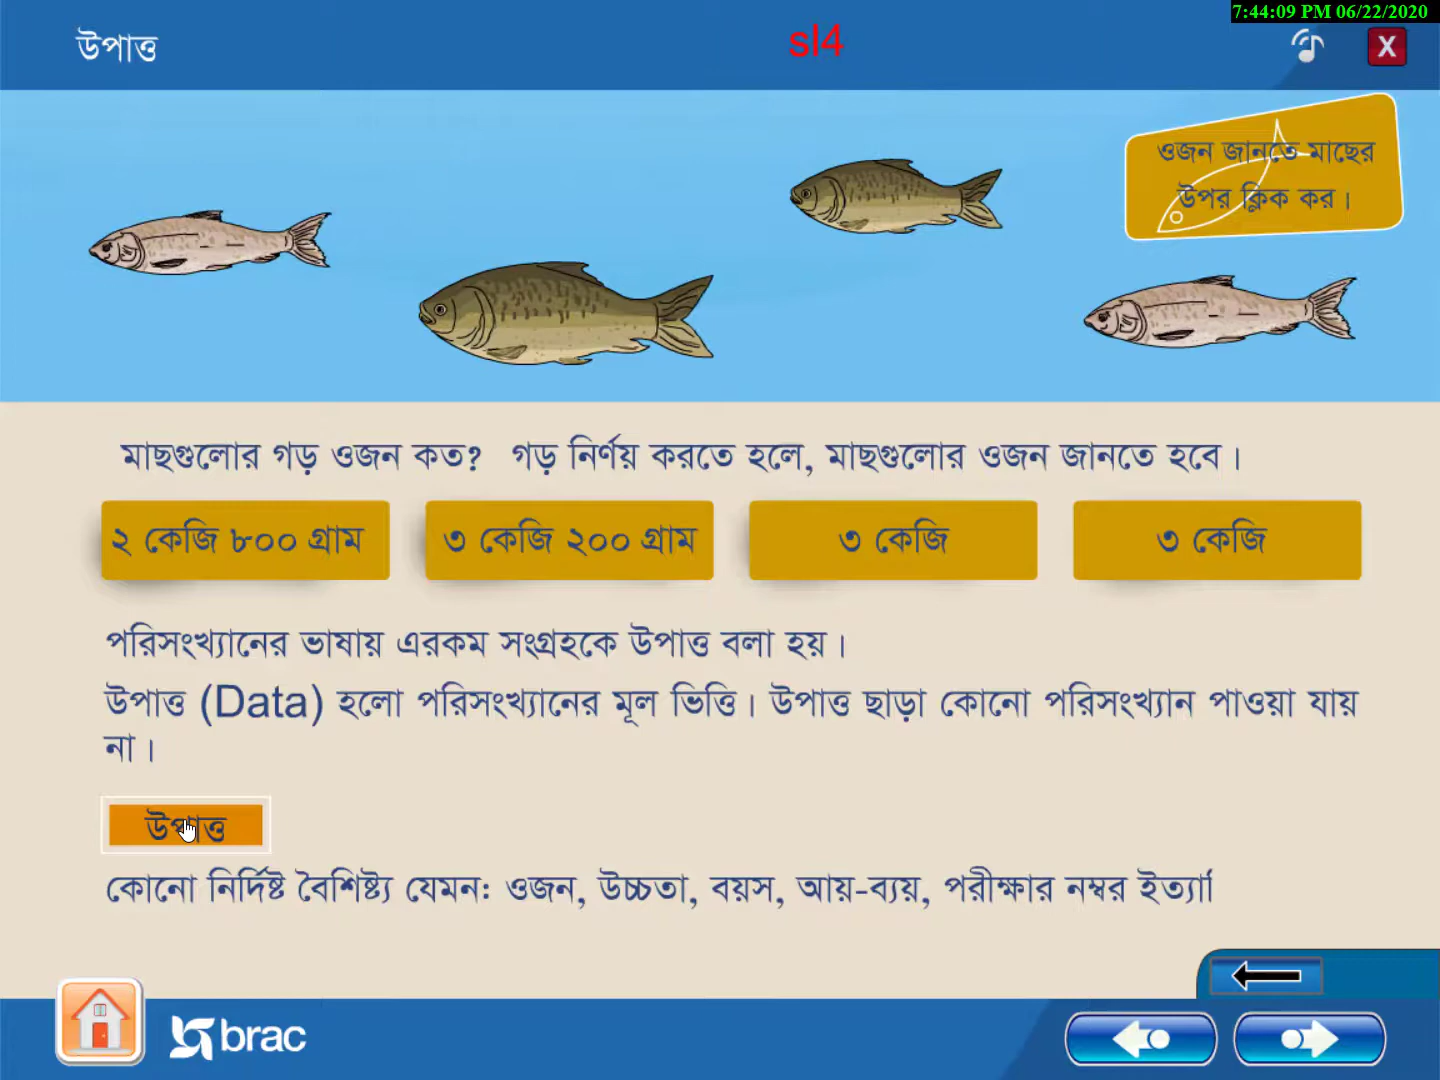 7:44:09 PM 06/22/2020
উপাত্ত
sl4
X
ওজন জানতে মাছের
উপর ক্লিক কর।
মাছগুলোর গড় ওজন কত? গড় নির্ণয় করতে হলে, মাছগুলোর ওজন জানতে হবে।
২ কেজি ৮০০ গ্রাম
৩ কেজি ২০০ গ্রাম
৩ কেজি
৩ কেজি
পরিসংখ্যানের ভাষায় এরকম সংগ্রহকে উপাত্ত বলা হয়।
উপাত্ত (Data) হলো পরিসংখ্যানের মূল ভিত্তি। উপাত্ত ছাড়া কোনো পরিসংখ্যান পাওয়া যায়
না।
উপাত্ত
কোনো নির্দিষ্ট বৈশিষ্ট্য যেমন: ওজন, উচ্চতা, বয়স, আয়-ব্যয়, পরীক্ষার নম্বর
brac